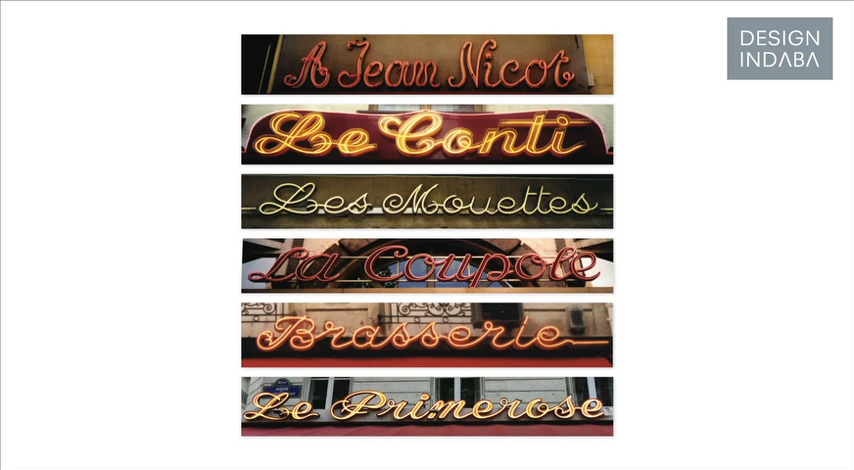 DESIGN
INDABA
A Jean Nicot
Le Conti
Les Mouettes
La Coupole
Brasserie
Le Primerose